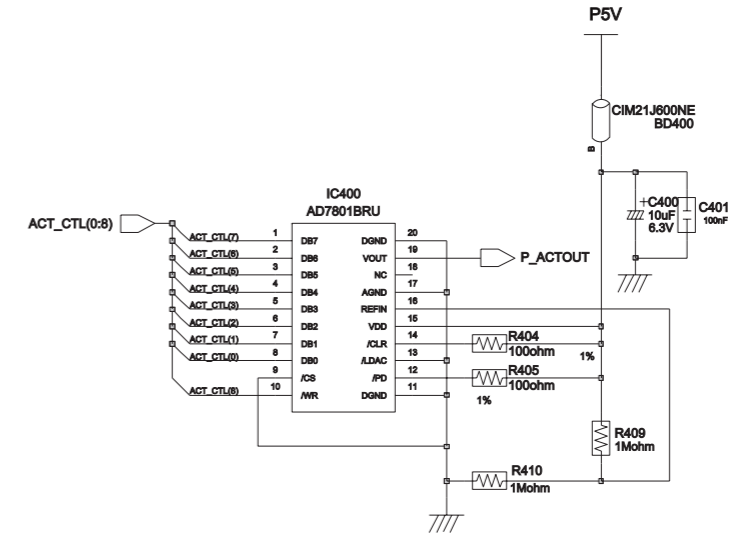 P5V
CIM21J600NE
BD400
B
+C400
10uF
6.3V
C401
100nF
IC400
AD7801BRU
ACT_CTL(0:8)
ACT_CTL(7) 1 DB7 DGND 20
ACT_CTL(6) 2 DB6 VOUT 19 P_ACTOUT
ACT_CTL(5) 3 DB5 NC 18
ACT_CTL(4) 4 DB4 AGND 17
ACT_CTL(3) 5 DB3 REFIN 16
ACT_CTL(2) 6 DB2 VDD 15
ACT_CTL(1) 7 DB1 /CLR 14
ACT_CTL(0) 8 DB0 /LDAC 13
9 /CS /PD 12
ACT_CTL(8) 10 /WR DGND 11
R404
100ohm
1%
R405
100ohm
1%
R409
1Mohm
R410
1Mohm